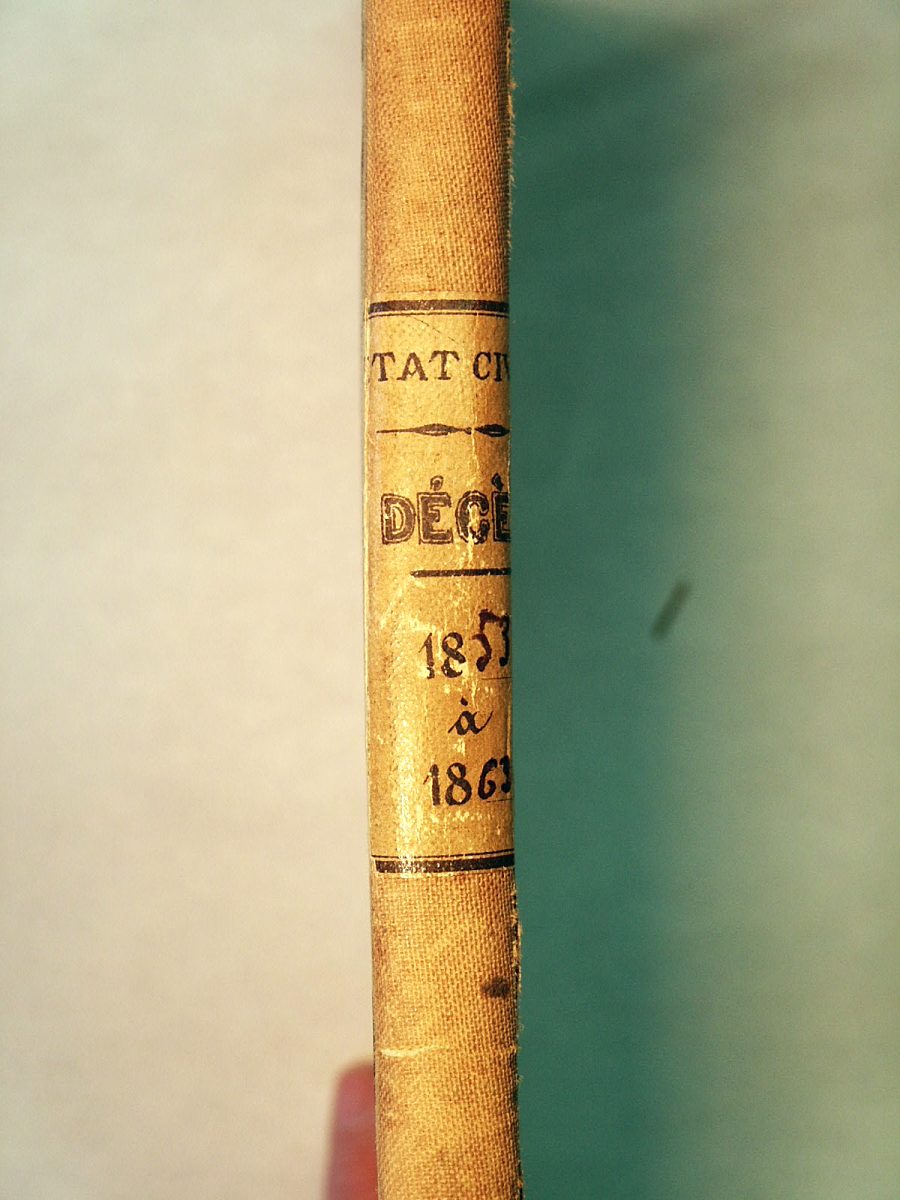 TAT CIV
DÉCÈ
1853
à
1863